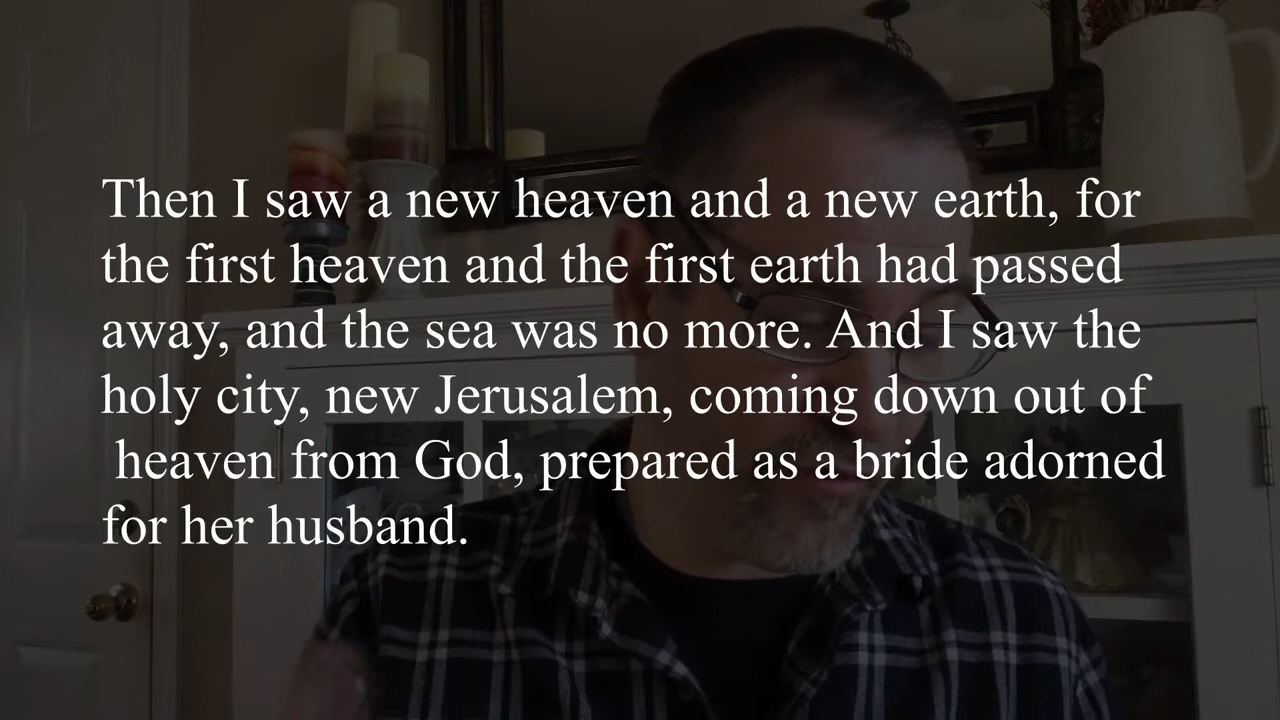 Then I saw a new heaven and a new earth, for
the first heaven and the first earth had passed
away, and the sea was no more. And I saw the
holy city, new Jerusalem, coming down out of
heaven from God, prepared as a bride adorned
for her husband.